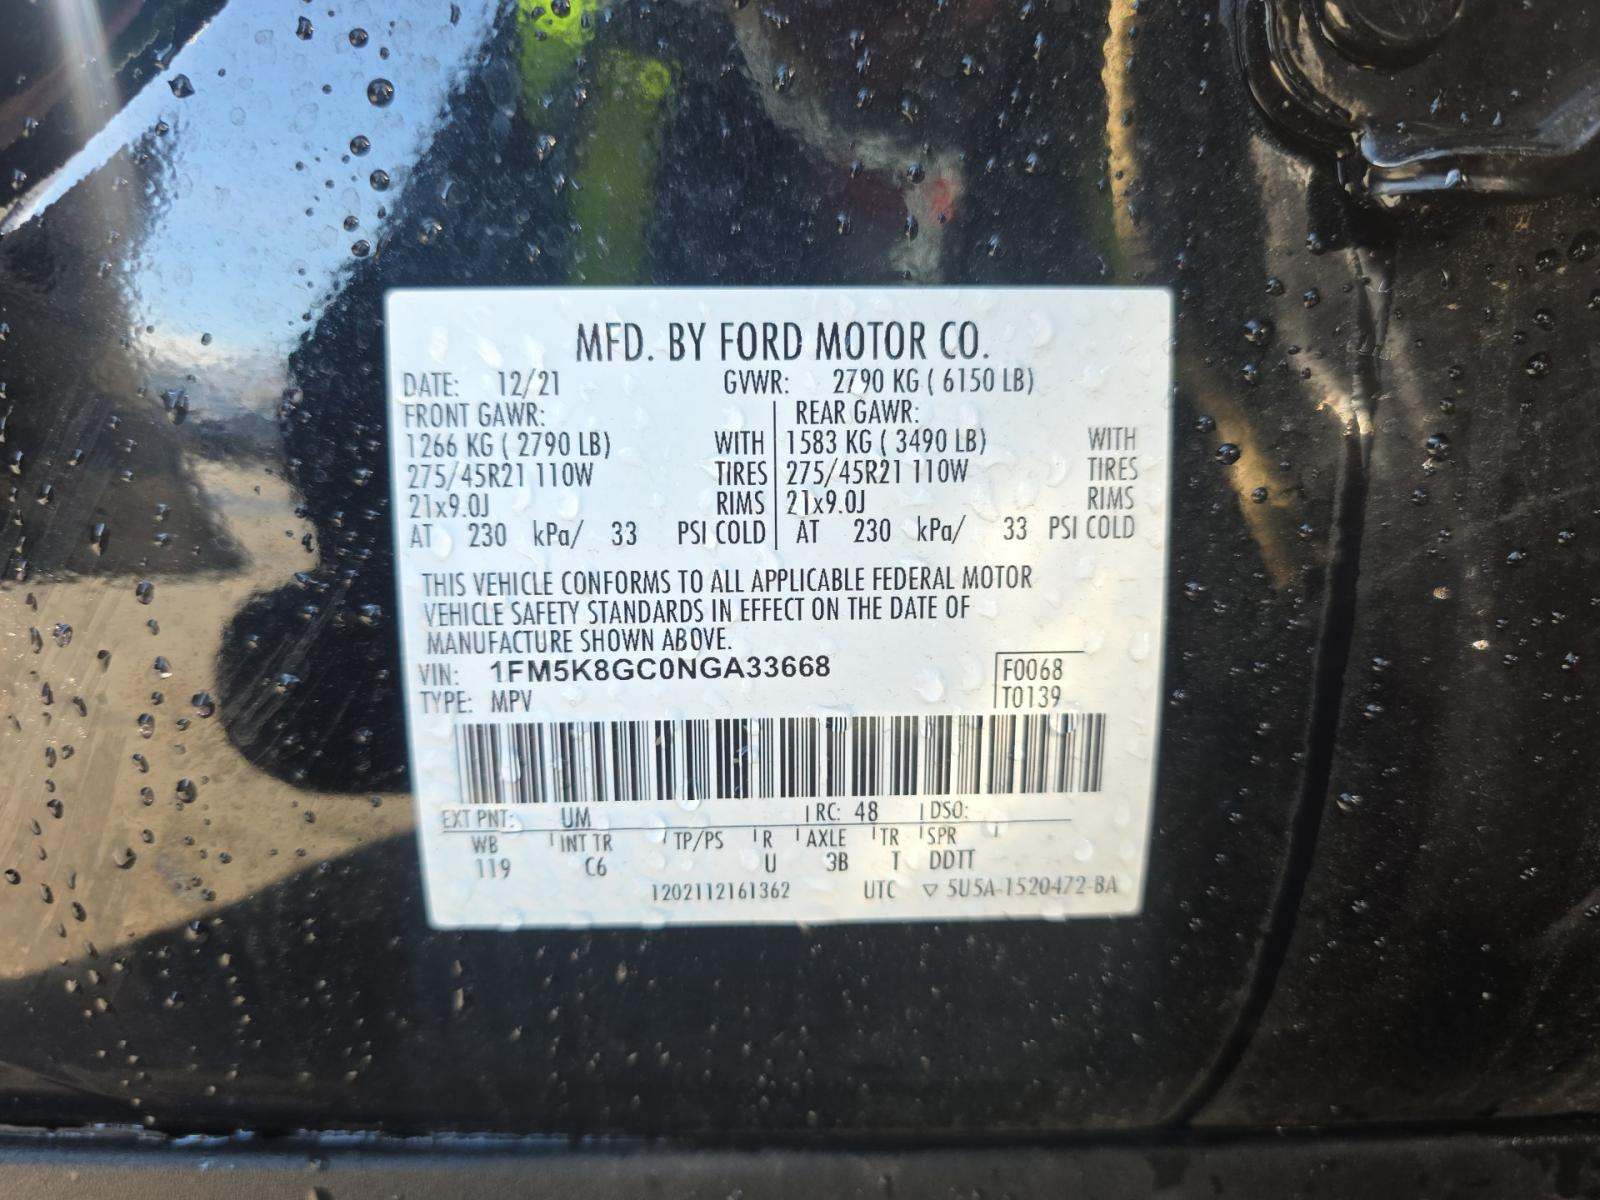 MFD. BY FORD MOTOR CO.
DATE: 12/21 GVWR: 2790 KG ( 6150 LB)
FRONT GAWR: REAR GAWR:
1266 KG ( 2790 LB) WITH 1583 KG ( 3490 LB) WITH
275/45R21 110W TIRES 275/45R21 110W TIRES
21x9.0J RIMS 21x9.0J RIMS
AT 230 kPa/ 33 PSI COLD AT 230 kPa/ 33 PSI COLD
THIS VEHICLE CONFORMS TO ALL APPLICABLE FEDERAL MOTOR
VEHICLE SAFETY STANDARDS IN EFFECT ON THE DATE OF
MANUFACTURE SHOWN ABOVE.
VIN: 1FM5K8GC0NGA33668 F0068
TYPE: MPV T0139
EXT PNT: UM RC: 48 DSO:
WB INT TR TP/PS R AXLE TR SPR
119 C6 U 3B T DDTT
1202112161362 UTC ▽ 5U5A-1520472-BA